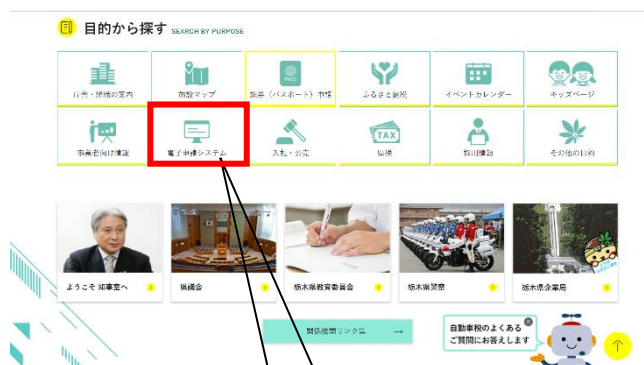 目的から探す SEARCH BY PURPOSE
庁舎・部活の案内 施設マップ 旅券（パスポート）申請 ふるさと納税 イベントカレンダー キッズページ
TAX
事業者向け情報 電子申請システム 入札・公売 県税 採用情報 その他の目的
ようこそ 知事室へ 県議会 栃木県教育委員会 栃木県警察 栃木県企業局
関係機関リンク集 →
自動車税のよくある
ご質問にお答えします